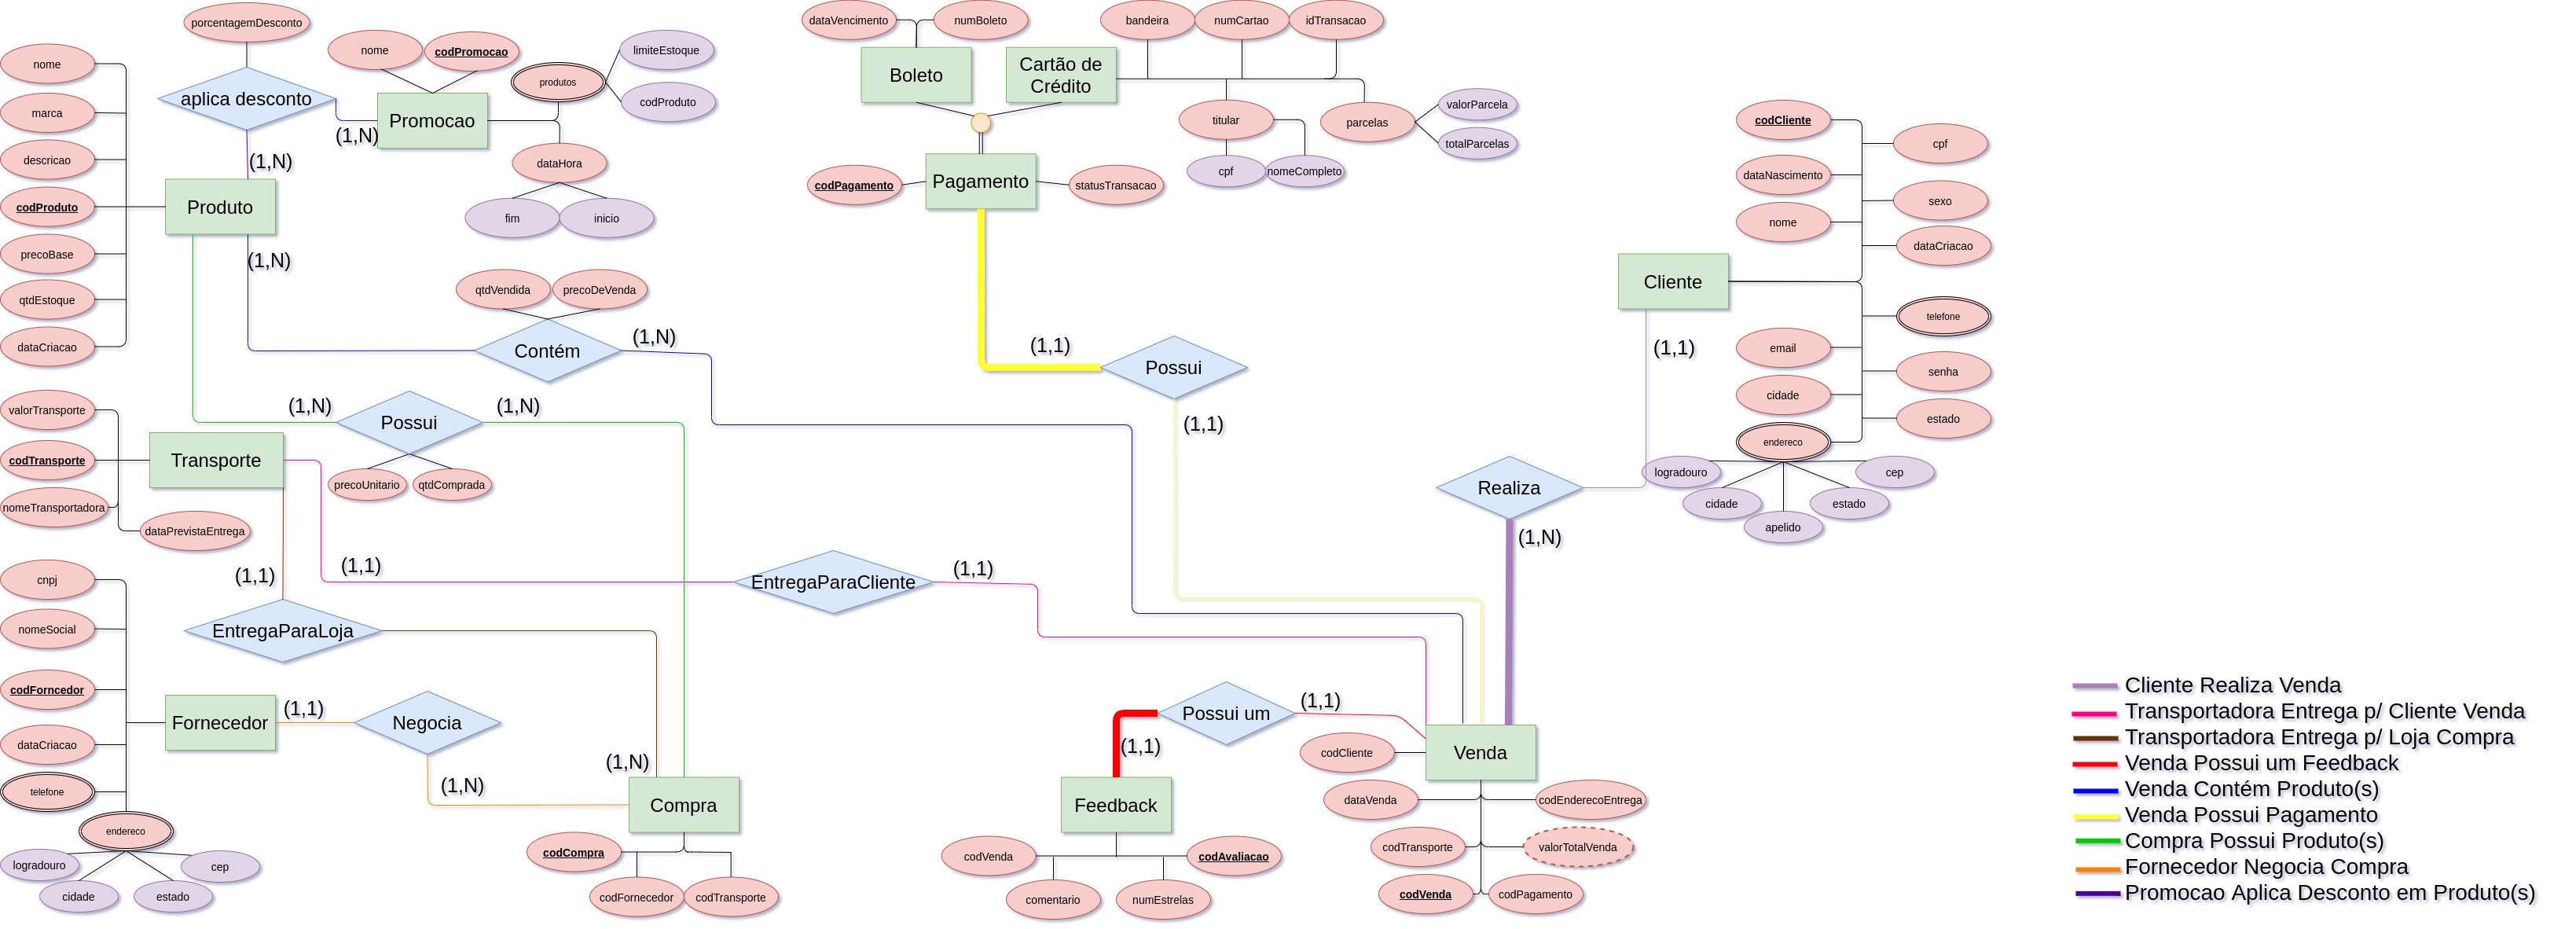 porcentagemDesconto
nome
marca
descricao
codProduto
precoBase
qtdEstoque
dataCriacao
aplica desconto
(1,N)
(1,N)
Produto
(1,N)
nome
codPromocao
Promocao
produtos
limiteEstoque
codProduto
dataHora
fim
inicio
dataVencimento
numBoleto
Boleto
bandeira
numCartao
idTransacao
Cartão de
Crédito
titular
cpf
nomeCompleto
parcelas
valorParcela
totalParcelas
codPagamento
Pagamento
statusTransacao
codCliente
cpf
dataNascimento
sexo
nome
dataCriacao
Cliente
telefone
email
senha
cidade
estado
endereco
logradouro
cep
cidade
estado
apelido
(1,1)
qtdVendida
precoDeVenda
Contém
(1,N)
(1,1)
Possui
(1,1)
valorTransporte
codTransporte
nomeTransportadora
dataPrevistaEntrega
Transporte
(1,N)
Possui
(1,N)
precoUnitario
qtdComprada
Realiza
(1,N)
(1,1)
(1,1)
EntregaParaCliente
(1,1)
EntregaParaLoja
cnpj
nomeSocial
codForncedor
dataCriacao
telefone
endereco
logradouro
cep
cidade
estado
Fornecedor
(1,1)
Negocia
(1,N)
(1,N)
Compra
codCompra
codFornecedor
codTransporte
Possui um
(1,1)
(1,1)
Feedback
codVenda
codAvaliacao
comentario
numEstrelas
Venda
codCliente
dataVenda
codEnderecoEntrega
codTransporte
valorTotalVenda
codVenda
codPagamento
Cliente Realiza Venda
Transportadora Entrega p/ Cliente Venda
Transportadora Entrega p/ Loja Compra
Venda Possui um Feedback
Venda Contém Produto(s)
Venda Possui Pagamento
Compra Possui Produto(s)
Fornecedor Negocia Compra
Promocao Aplica Desconto em Produto(s)